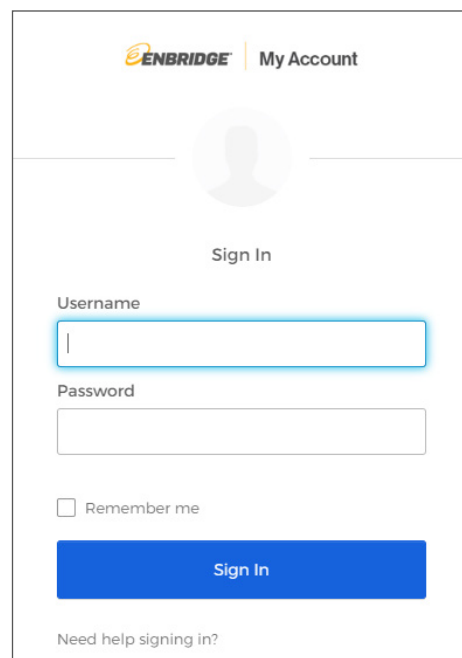 ENBRIDGE My Account
Sign In
Username
Password
Remember me
Sign In
Need help signing in?